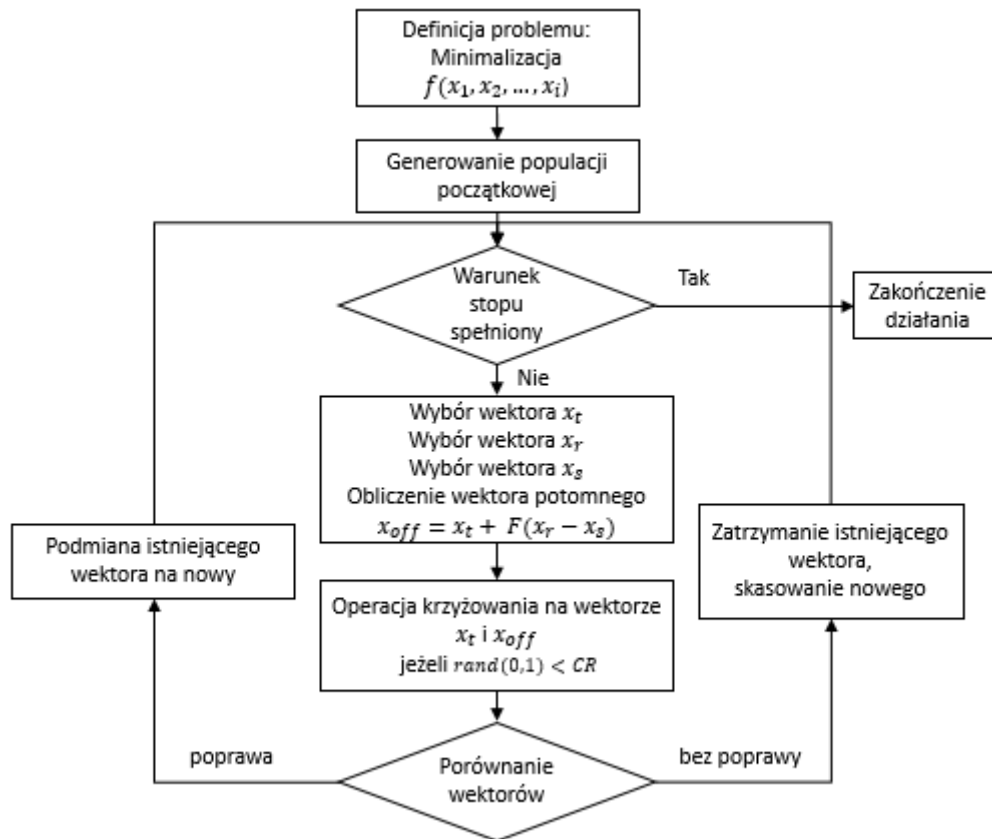 Definicja problemu:
Minimalizacja
f(x₁, x₂, ..., xᵢ)
Generowanie populacji
początkowej
Warunek
stopu
spełniony
Tak
Zakończenie
działania
Nie
Wybór wektora xₜ
Wybór wektora xᵣ
Wybór wektora xₛ
Obliczenie wektora potomnego
x_off = xₜ + F(xᵣ − xₛ)
Podmiana istniejącego
wektora na nowy
Zatrzymanie istniejącego
wektora,
skasowanie nowego
Operacja krzyżowania na wektorze
xₜ i x_off
jeżeli rand(0,1) < CR
poprawa
bez poprawy
Porównanie
wektorów